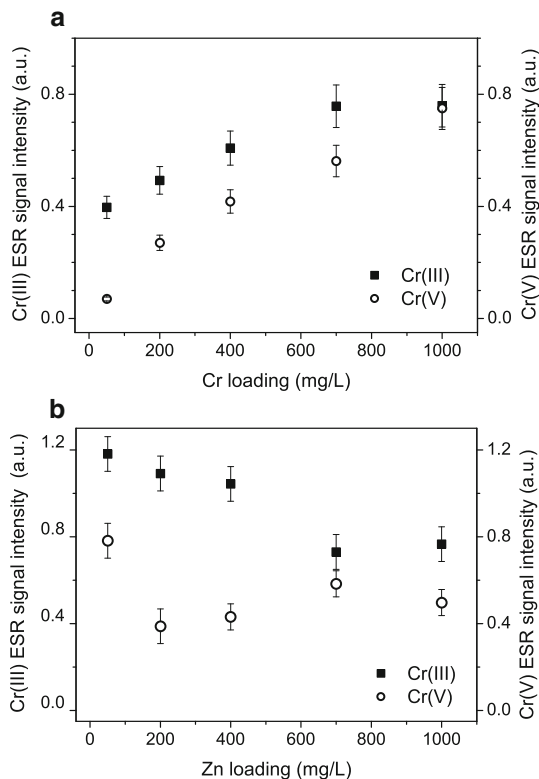 a
Cr(III) ESR signal intensity (a.u.)
0.8
0.4
0.0
Cr(V) ESR signal intensity (a.u.)
0.8
0.4
0.0
Cr(III)
Cr(V)
0 200 400 600 800 1000
Cr loading (mg/L)
b
Cr(III) ESR signal intensity (a.u.)
1.2
0.8
0.4
0.0
Cr(V) ESR signal intensity (a.u.)
1.2
0.8
0.4
0.0
Cr(III)
Cr(V)
0 200 400 600 800 1000
Zn loading (mg/L)